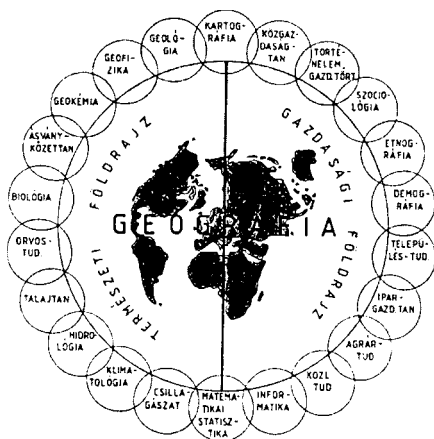 KARTOG-
RÁFIA
KÖZGAZ-
DASÁG-
TAN
TÖRTE-
NELEM,
GAZD.TÖRT.
SZOCIO-
LÓGIA
ETNOG-
RÁFIA
DEMOG-
RÁFIA
TELEPÜ-
LÉS-TUD.
IPAR-
GAZD.TAN
AGRÁR-
TUD
KÖZL
TUD
INFOR-
MATIKA
MATEMA-
TIKAI
STATISZ-
TIKA
CSILLA-
GÁSZAT
KLIMA-
TOLÓGIA
HIDRO-
LÓGIA
TALAJTAN
ORVOS-
TUD.
BIOLÓGIA
ÁSVÁNY-
KŐZETTAN
GEOKÉMIA
GEOFI-
ZIKA
GEOLÓ-
GIA
TERMÉSZETI FÖLDRAJZ
GAZDASÁGI FÖLDRAJZ
GEOGRÁFIA